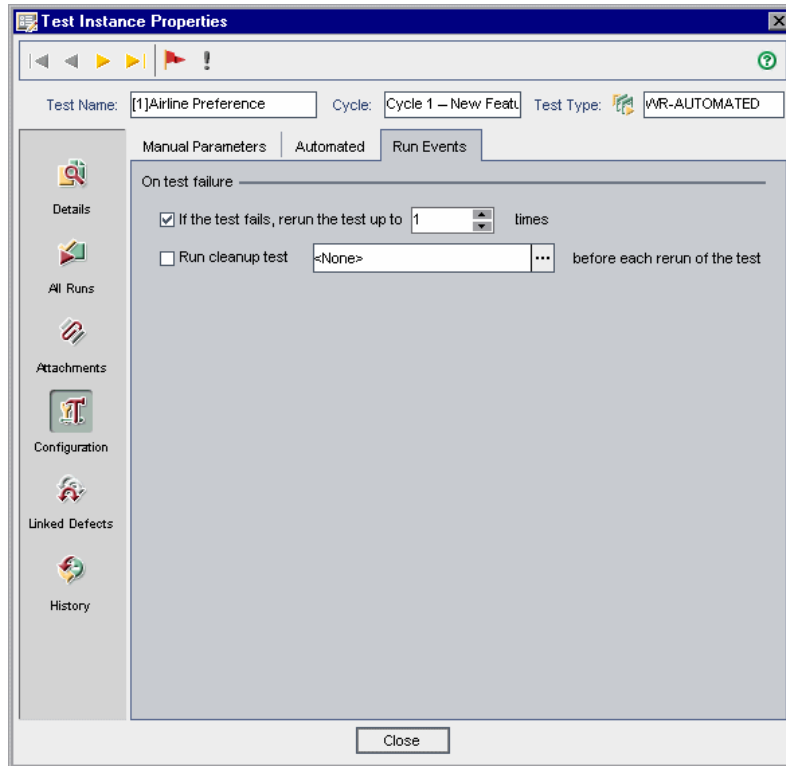 Test Instance Properties
Test Name: [1]Airline Preference Cycle: Cycle 1 – New Featu Test Type: WR-AUTOMATED
Manual Parameters Automated Run Events
On test failure
If the test fails, rerun the test up to 1 times
Run cleanup test <None> ... before each rerun of the test
Details
All Runs
Attachments
Configuration
Linked Defects
History
Close